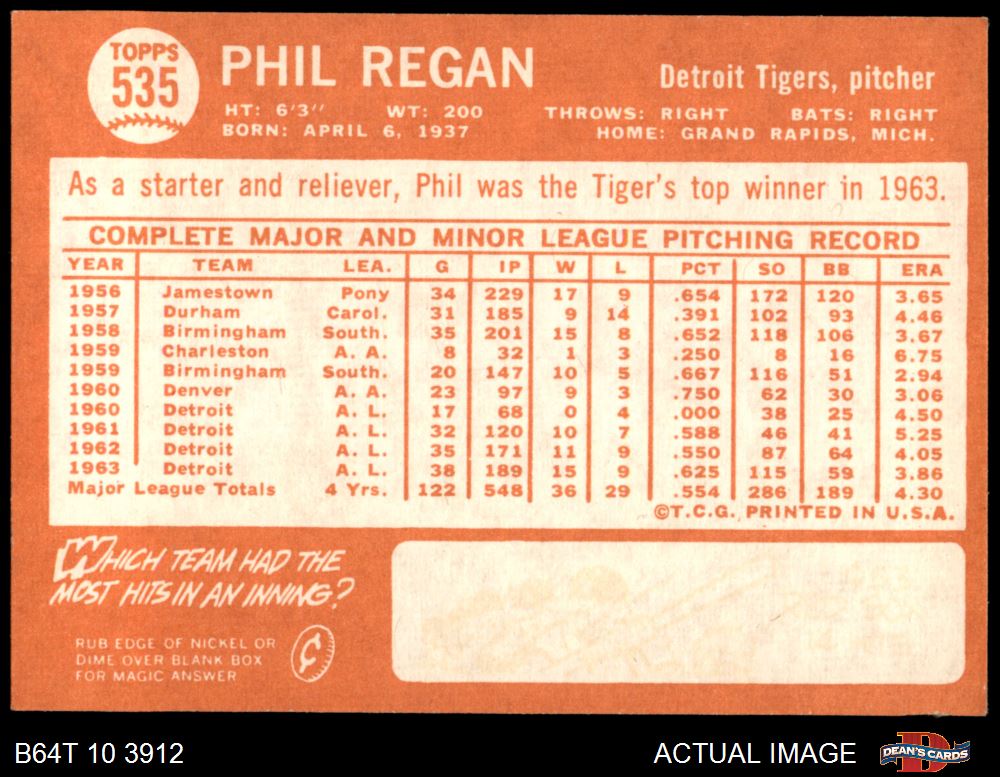 TOPPS
535
PHIL REGAN
Detroit Tigers, pitcher
HT: 6'3" WT: 200 THROWS: RIGHT BATS: RIGHT
BORN: APRIL 6, 1937 HOME: GRAND RAPIDS, MICH.
As a starter and reliever, Phil was the Tiger's top winner in 1963.
COMPLETE MAJOR AND MINOR LEAGUE PITCHING RECORD
YEAR TEAM LEA. G IP W L PCT SO BB ERA
1956 Jamestown Pony 34 229 17 9 .654 172 120 3.65
1957 Durham Carol. 31 185 9 14 .391 102 93 4.46
1958 Birmingham South. 35 201 15 8 .652 118 106 3.67
1959 Charleston A. A. 8 32 1 3 .250 8 16 6.75
1959 Birmingham South. 20 147 10 5 .667 116 51 2.94
1960 Denver A. A. 23 97 9 3 .750 62 30 3.06
1960 Detroit A. L. 17 68 0 4 .000 38 25 4.50
1961 Detroit A. L. 32 120 10 7 .588 46 41 5.25
1962 Detroit A. L. 35 171 11 9 .550 87 64 4.05
1963 Detroit A. L. 38 189 15 9 .625 115 59 3.86
Major League Totals 4 Yrs. 122 548 36 29 .554 286 189 4.30
©T.C.G. PRINTED IN U.S.A.
WHICH TEAM HAD THE
MOST HITS IN AN INNING?
RUB EDGE OF NICKEL OR
DIME OVER BLANK BOX
FOR MAGIC ANSWER
¢
B64T 10 3912
ACTUAL IMAGE
D
DEAN'S CARDS